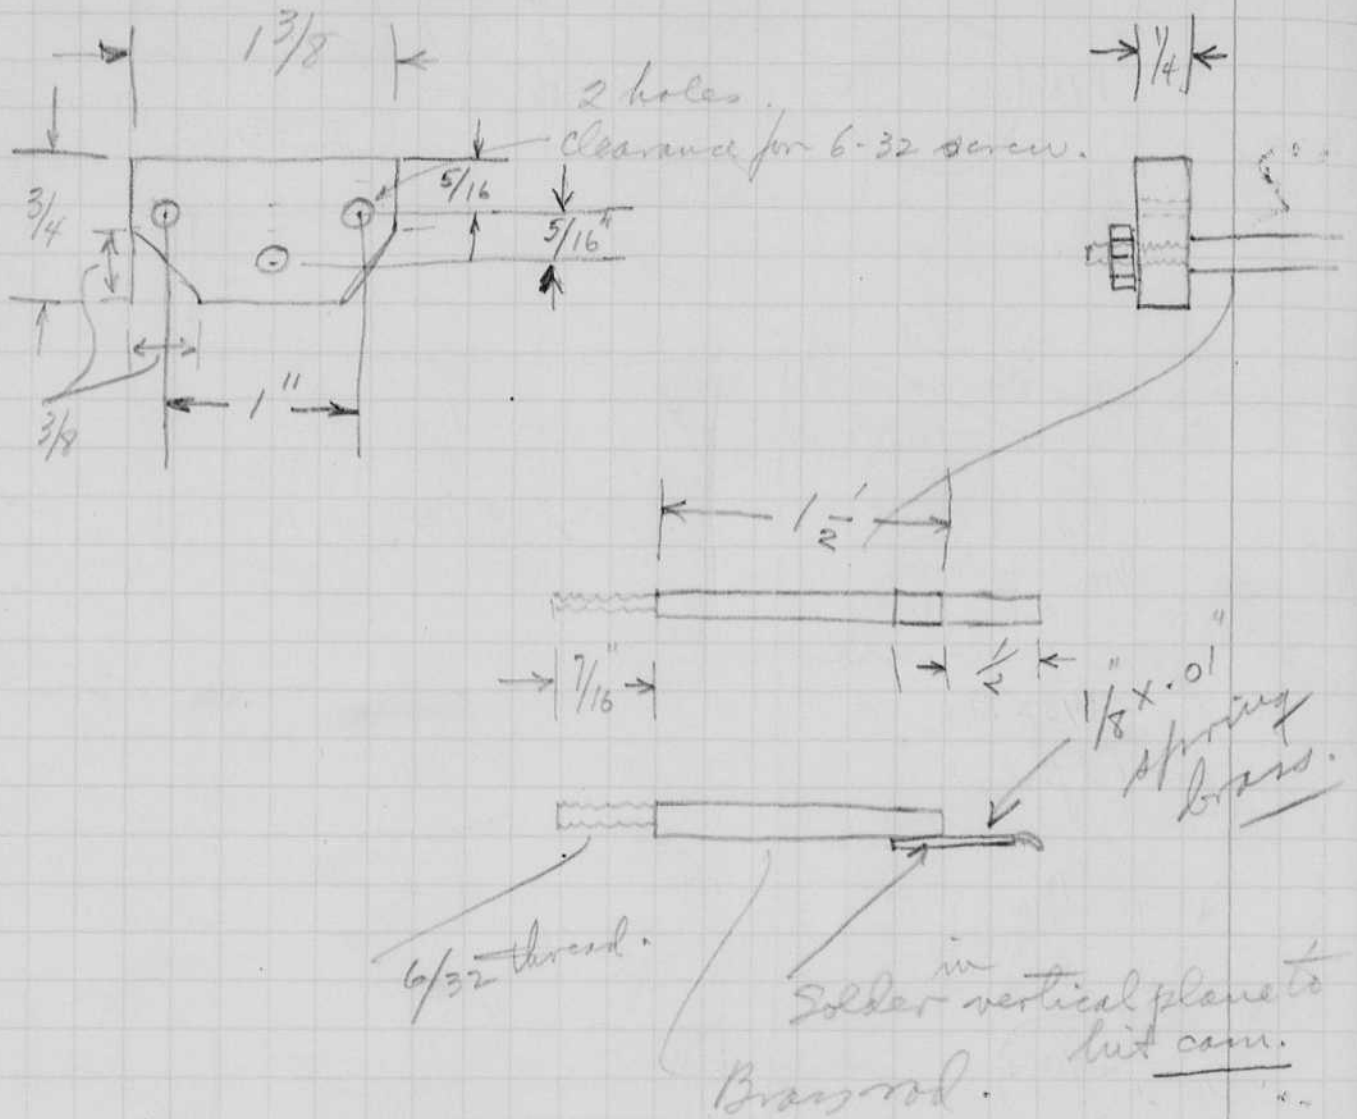 1 3/8
1/4"
2 holes.
clearance for 6-32 screw.
5/16
3/4
5/16"
1"
3/8
1 1/2
7/16"
1/2
1/8" x .01"
spring
brass.
6/32 thread.
in
Solder vertical plane to
hit cam.
Brass rod.